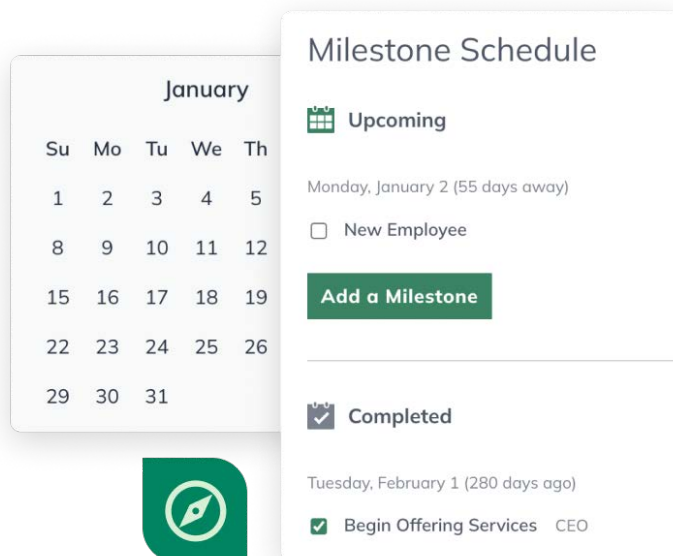 January
Su Mo Tu We Th
1 2 3 4 5
8 9 10 11 12
15 16 17 18 19
22 23 24 25 26
29 30 31
Milestone Schedule
Upcoming
Monday, January 2 (55 days away)
New Employee
Add a Milestone
Completed
Tuesday, February 1 (280 days ago)
Begin Offering Services CEO